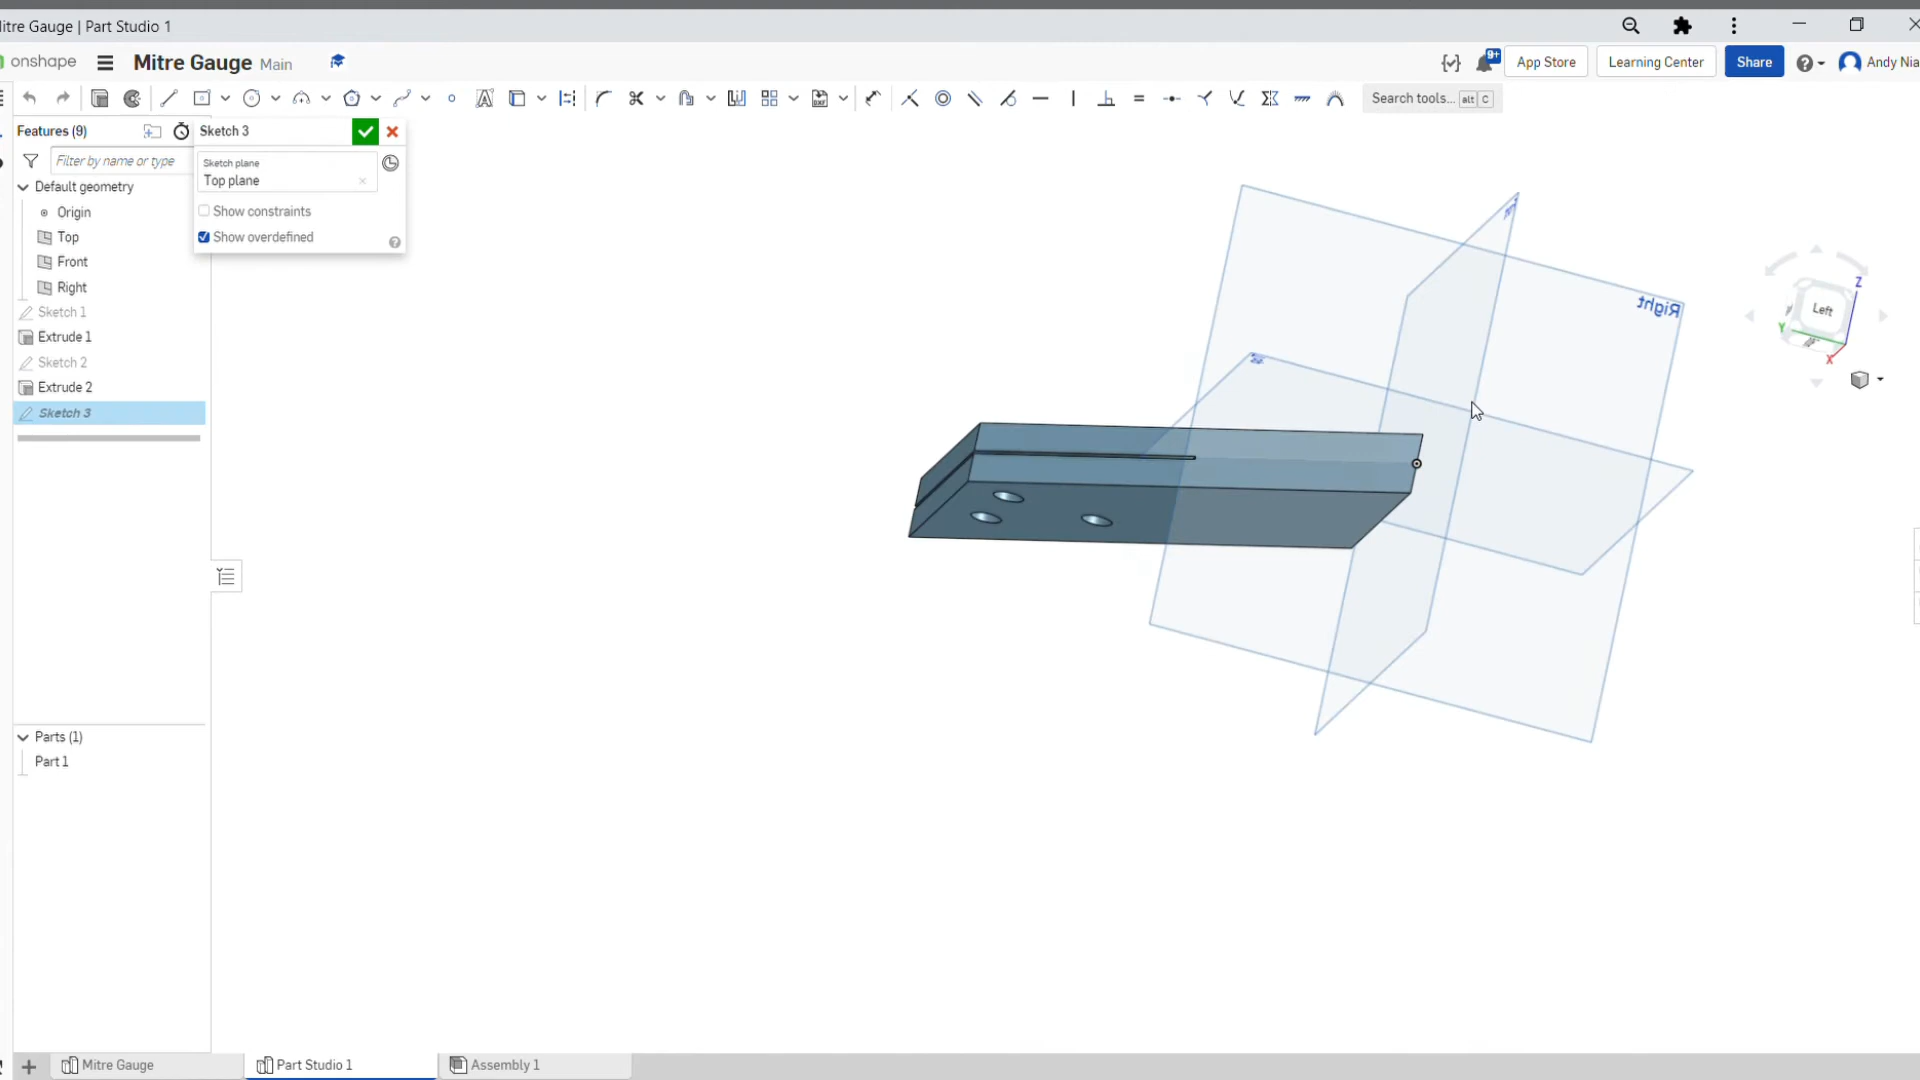 itre Gauge | Part Studio 1
onshape
Mitre Gauge Main
9+
App Store
Learning Center
Share
Andy Nia
Search tools... alt C
Features (9)
Filter by name or type
Default geometry
Origin
Top
Front
Right
Sketch 1
Extrude 1
Sketch 2
Extrude 2
Sketch 3
Sketch 3
Sketch plane
Top plane
Show constraints
Show overdefined
Right
Z
Left
Y
X
Parts (1)
Part 1
Mitre Gauge
Part Studio 1
Assembly 1